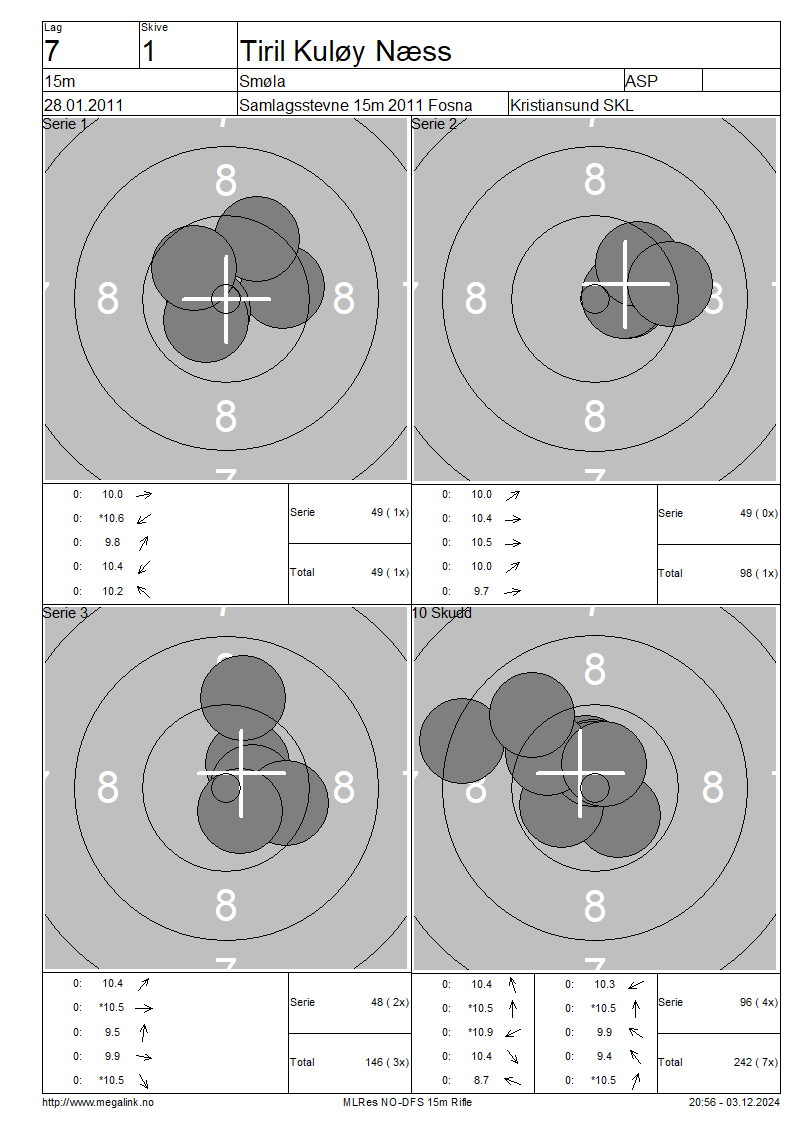 Lag
Skive
7
1
Tiril Kuløy Næss
15m
Smøla
ASP
28.01.2011
Samlagsstevne 15m 2011 Fosna
Kristiansund SKL
Serie 1
7
8
8
8
8
7
Serie 2
7
8
8
8
8
7
0: 10.0
0: *10.6
0: 9.8
0: 10.4
0: 10.2
Serie 49 ( 1x)
Total 49 ( 1x)
0: 10.0
0: 10.4
0: 10.5
0: 10.0
0: 9.7
Serie 49 ( 0x)
Total 98 ( 1x)
Serie 3
7
8
8
8
8
7
10 Skudd
7
8
8
8
8
7
0: 10.4
0: *10.5
0: 9.5
0: 9.9
0: *10.5
Serie 48 ( 2x)
Total 146 ( 3x)
0: 10.4
0: *10.5
0: *10.9
0: 10.4
0: 8.7
0: 10.3
0: *10.5
0: 9.9
0: 9.4
0: *10.5
Serie 96 ( 4x)
Total 242 ( 7x)
http://www.megalink.no
MLRes NO-DFS 15m Rifle
20:56 - 03.12.2024